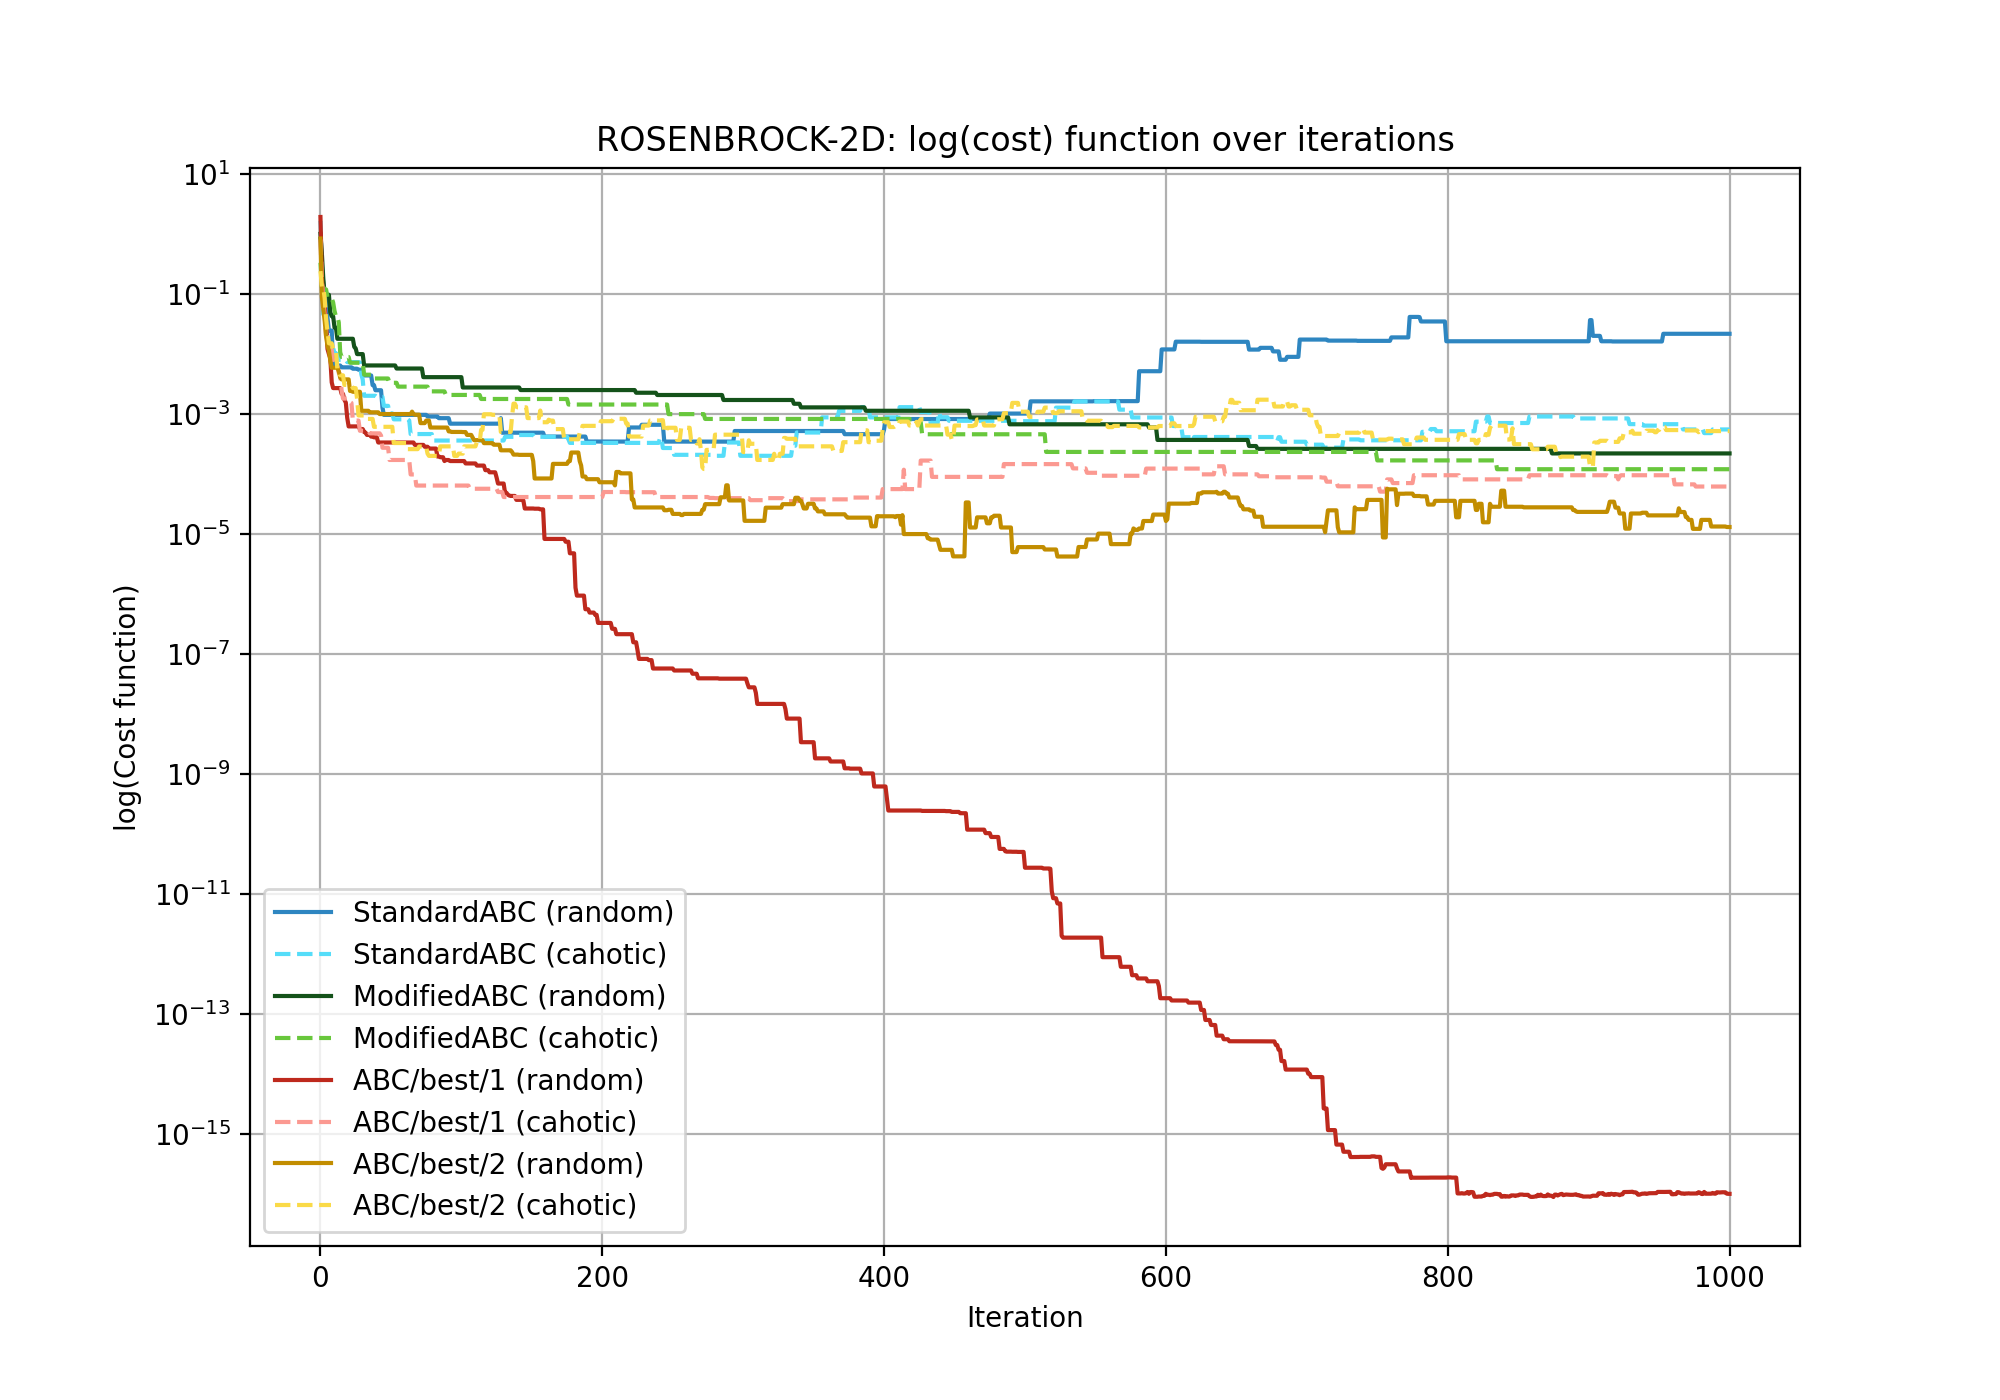 ROSENBROCK-2D: log(cost) function over iterations
10¹
10⁻¹
10⁻³
10⁻⁵
10⁻⁷
10⁻⁹
10⁻¹¹
10⁻¹³
10⁻¹⁵
log(Cost function)
StandardABC (random)
StandardABC (cahotic)
ModifiedABC (random)
ModifiedABC (cahotic)
ABC/best/1 (random)
ABC/best/1 (cahotic)
ABC/best/2 (random)
ABC/best/2 (cahotic)
0 200 400 600 800 1000
Iteration